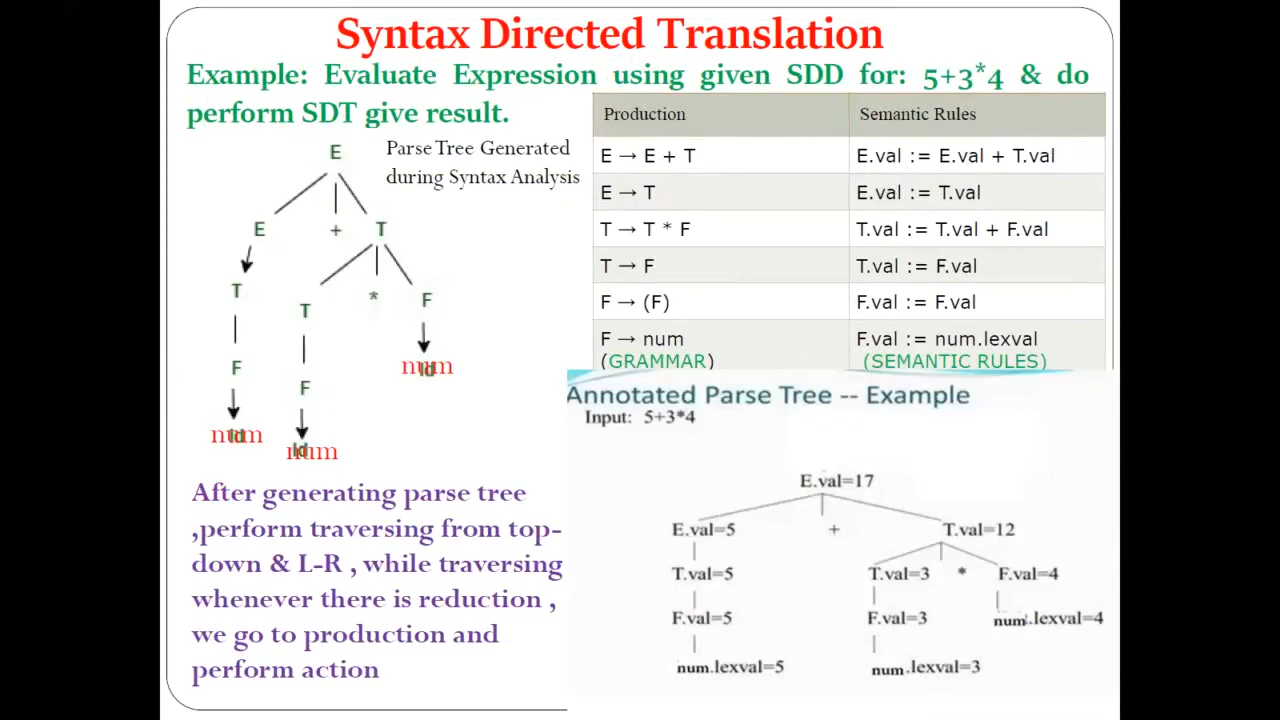 Syntax Directed Translation
Example: Evaluate Expression using given SDD for: 5+3*4 & do
perform SDT give result.
Parse Tree Generated
during Syntax Analysis
E
E + T
T T * F
F F num
num num
Production Semantic Rules
E → E + T E.val := E.val + T.val
E → T E.val := T.val
T → T * F T.val := T.val + F.val
T → F T.val := F.val
F → (F) F.val := F.val
F → num F.val := num.lexval
(GRAMMAR) (SEMANTIC RULES)
Annotated Parse Tree -- Example
Input: 5+3*4
E.val=17
E.val=5 + T.val=12
T.val=5 T.val=3 * F.val=4
F.val=5 F.val=3 num.lexval=4
num.lexval=5 num.lexval=3
After generating parse tree
,perform traversing from top-
down & L-R , while traversing
whenever there is reduction ,
we go to production and
perform action